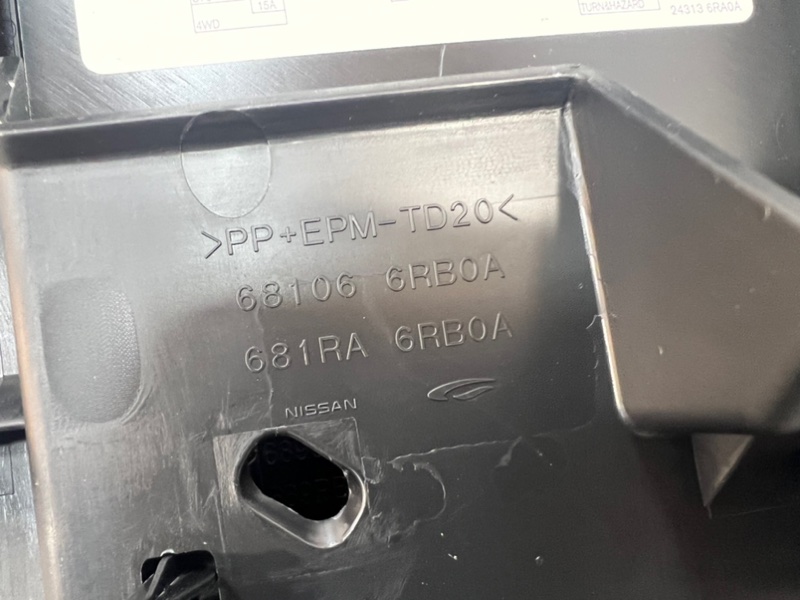 15A
4WD
TURN&HAZARD
24313 6RA0A
>PP+EPM-TD20<
68106 6RB0A
681RA 6RB0A
NISSAN